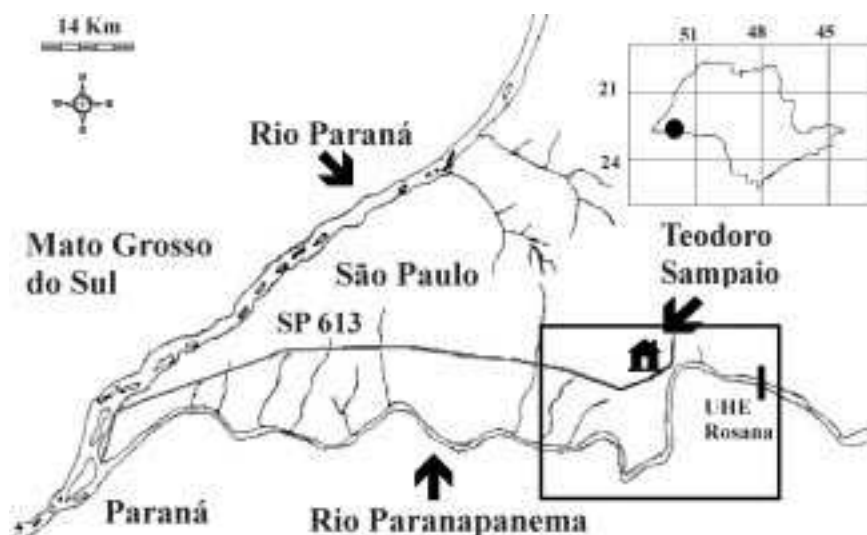 14 Km
51 48 45
21
24
Rio Paraná
Mato Grosso
do Sul
São Paulo
Teodoro
Sampaio
SP 613
UHE
Rosana
Paraná
Rio Paranapanema